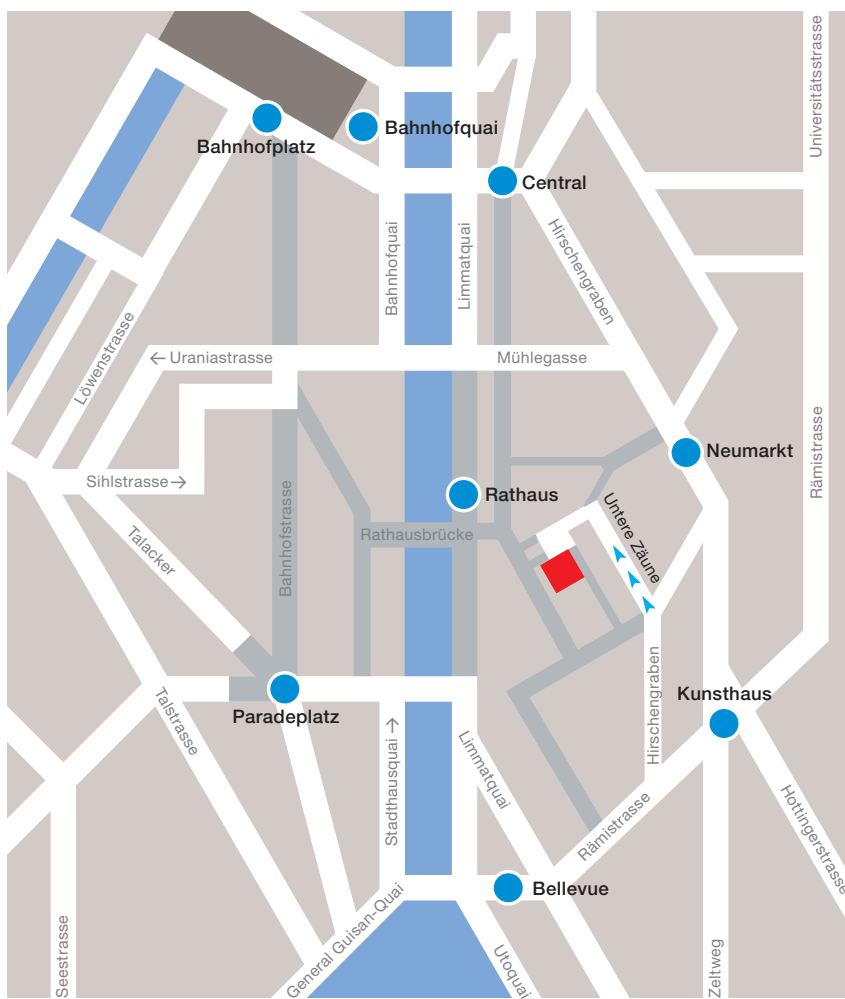 Universitätsstrasse
Bahnhofquai
Bahnhofplatz
Central
Bahnhofquai
Limmatquai
Hirschengraben
Löwenstrasse
← Uraniastrasse
Mühlegasse
Rämistrasse
Neumarkt
Sihlstrasse →
Rathaus
Bahnhofstrasse
Rathausbrücke
Untere Zäune
Talacker
Hirschengraben
Kunsthaus
Paradeplatz
Talstrasse
Stadthausquai →
Limmatquai
Rämistrasse
Hottingerstrasse
Bellevue
General Guisan-Quai
Seestrasse
Utoquai
Zeltweg